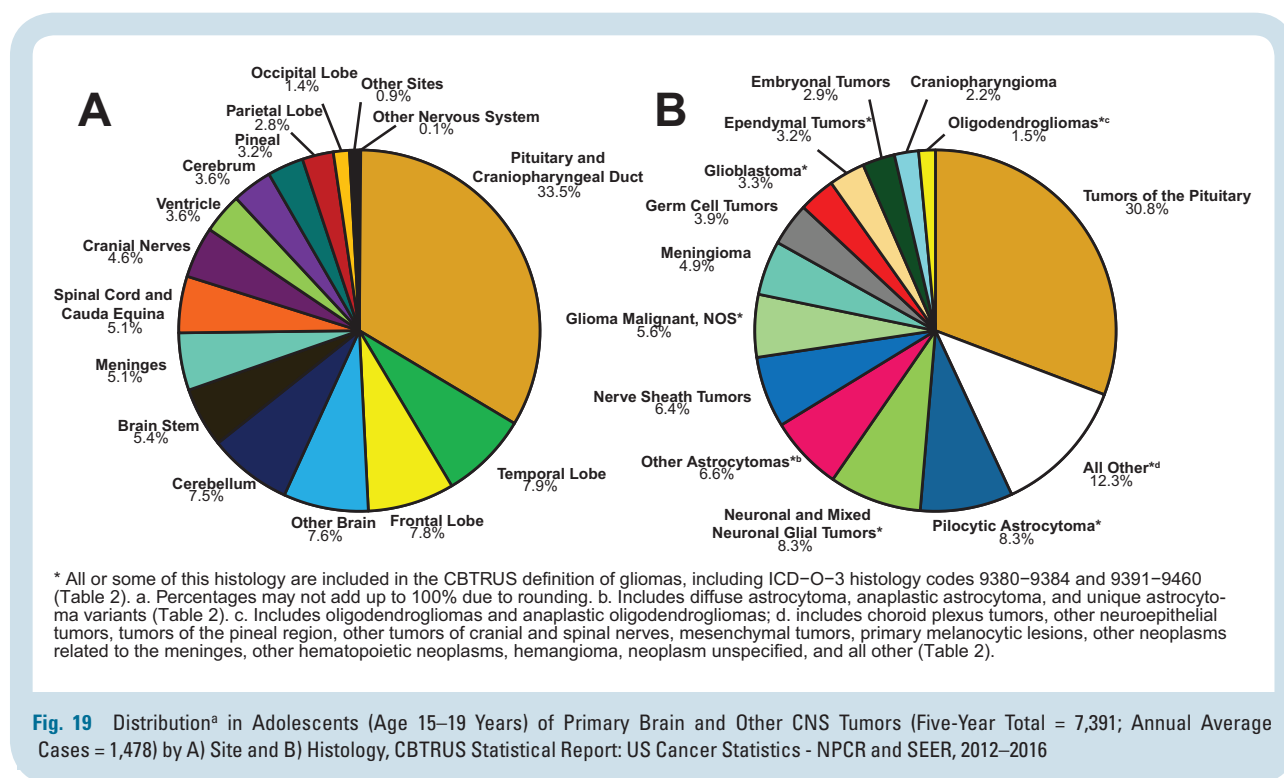 A
Occipital Lobe
1.4%
Other Sites
0.9%
Parietal Lobe
2.8%
Other Nervous System
0.1%
Pineal
3.2%
Cerebrum
3.6%
Ventricle
3.6%
Cranial Nerves
4.6%
Spinal Cord and
Cauda Equina
5.1%
Meninges
5.1%
Brain Stem
5.4%
Cerebellum
7.5%
Other Brain
7.6%
Frontal Lobe
7.8%
Temporal Lobe
7.9%
Pituitary and
Craniopharyngeal Duct
33.5%
B
Embryonal Tumors
2.9%
Craniopharyngioma
2.2%
Ependymal Tumors*
3.2%
Oligodendrogliomas*c
1.5%
Glioblastoma*
3.3%
Germ Cell Tumors
3.9%
Meningioma
4.9%
Glioma Malignant, NOS*
5.6%
Nerve Sheath Tumors
6.4%
Other Astrocytomas*b
6.6%
Neuronal and Mixed
Neuronal Glial Tumors*
8.3%
Pilocytic Astrocytoma*
8.3%
All Other*d
12.3%
Tumors of the Pituitary
30.8%
* All or some of this histology are included in the CBTRUS definition of gliomas, including ICD−O−3 histology codes 9380−9384 and 9391−9460
(Table 2). a. Percentages may not add up to 100% due to rounding. b. Includes diffuse astrocytoma, anaplastic astrocytoma, and unique astrocyto-
ma variants (Table 2). c. Includes oligodendrogliomas and anaplastic oligodendrogliomas; d. includes choroid plexus tumors, other neuroepithelial
tumors, tumors of the pineal region, other tumors of cranial and spinal nerves, mesenchymal tumors, primary melanocytic lesions, other neoplasms
related to the meninges, other hematopoietic neoplasms, hemangioma, neoplasm unspecified, and all other (Table 2).
Fig. 19 Distributionª in Adolescents (Age 15–19 Years) of Primary Brain and Other CNS Tumors (Five-Year Total = 7,391; Annual Average
Cases = 1,478) by A) Site and B) Histology, CBTRUS Statistical Report: US Cancer Statistics - NPCR and SEER, 2012–2016